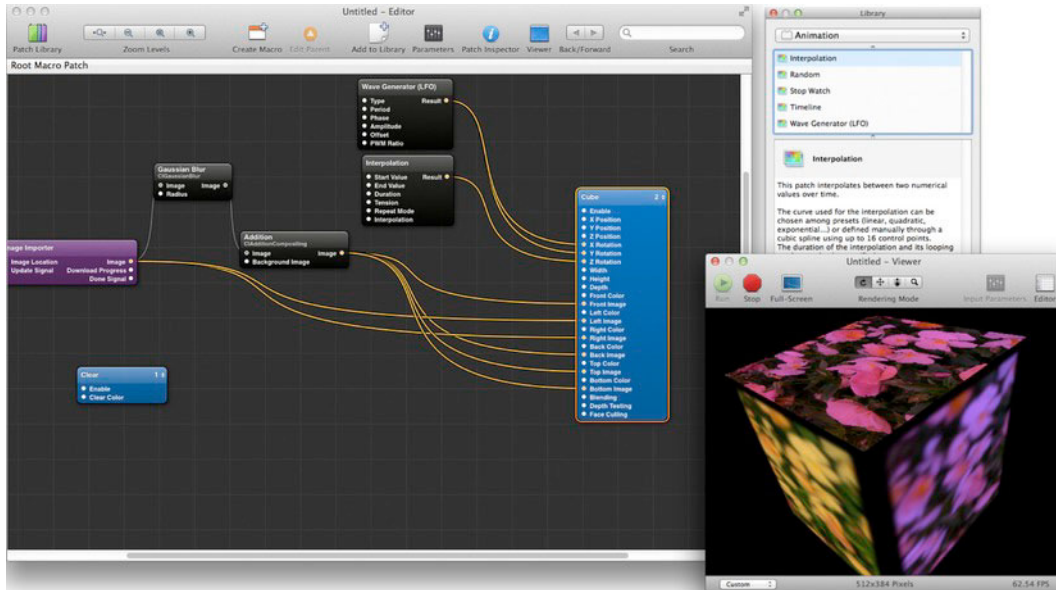 Untitled – Editor
Patch Library
Zoom Levels
Create Macro
Edit Parent
Add to Library
Parameters
Patch Inspector
Viewer
Back/Forward
Search
Root Macro Patch
Wave Generator (LFO)
Type
Result
Period
Phase
Amplitude
Offset
PWM Ratio
Interpolation
Start Value
Result
End Value
Duration
Tension
Repeat Mode
Interpolation
Gaussian Blur
CIGaussianBlur
Image
Image
Radius
Addition
CIAdditionCompositing
Image
Image
Background Image
mage Importer
Image Location
Image
Update Signal
Download Progress
Done Signal
Clear
1
Enable
Clear Color
Cube
2
Enable
X Position
Y Position
Z Position
X Rotation
Y Rotation
Z Rotation
Width
Height
Depth
Front Color
Front Image
Left Color
Left Image
Right Color
Right Image
Back Color
Back Image
Top Color
Top Image
Bottom Color
Bottom Image
Blending
Depth Testing
Face Culling
Library
Animation
Interpolation
Random
Stop Watch
Timeline
Wave Generator (LFO)
Interpolation
This patch interpolates between two numerical
values over time.
The curve used for the interpolation can be
chosen among presets (linear, quadratic,
exponential...) or defined manually through a
cubic spline using up to 16 control points.
The duration of the interpolation and its looping
Untitled – Viewer
Run
Stop
Full-Screen
Rendering Mode
Input Parameters
Editor
Custom
512x384 Pixels
62.54 FPS